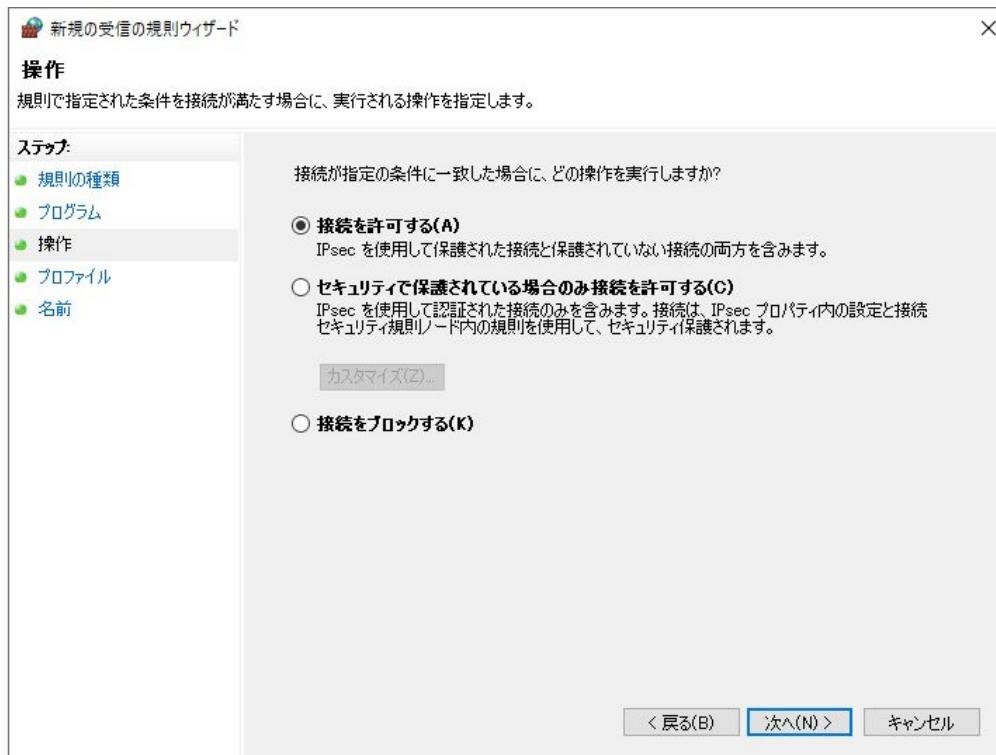 新規の受信の規則ウィザード
操作
規則で指定された条件を接続が満たす場合に、実行される操作を指定します。
ステップ:
規則の種類
プログラム
操作
プロファイル
名前
接続が指定の条件に一致した場合に、どの操作を実行しますか?
接続を許可する(A)
IPsec を使用して保護された接続と保護されていない接続の両方を含みます。
セキュリティで保護されている場合のみ接続を許可する(C)
IPsec を使用して認証された接続のみを含みます。接続は、IPsec プロパティ内の設定と接続
セキュリティ規則ノード内の規則を使用して、セキュリティ保護されます。
カスタマイズ(Z)...
接続をブロックする(K)
< 戻る(B)
次へ(N) >
キャンセル